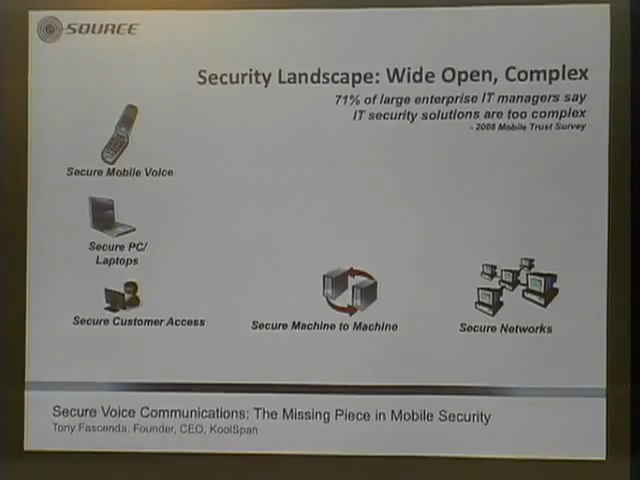 SOURCE
Security Landscape: Wide Open, Complex
71% of large enterprise IT managers say
IT security solutions are too complex
- 2008 Mobile Trust Survey
Secure Mobile Voice
Secure PC/
Laptops
Secure Customer Access
Secure Machine to Machine
Secure Networks
Secure Voice Communications: The Missing Piece in Mobile Security
Tony Fascenda, Founder, CEO, KoolSpan